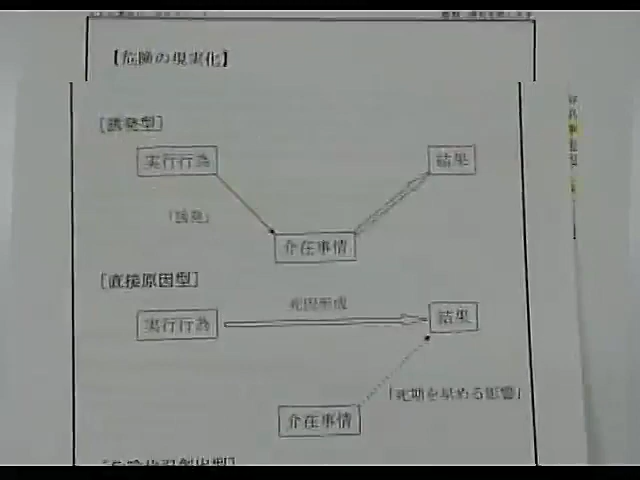 【危険の現実化】
[誘発型]
実行行為
結果
「誘発」
介在事情
[直接原因型]
死因形成
実行行為
結果
「死期を早める影響」
介在事情